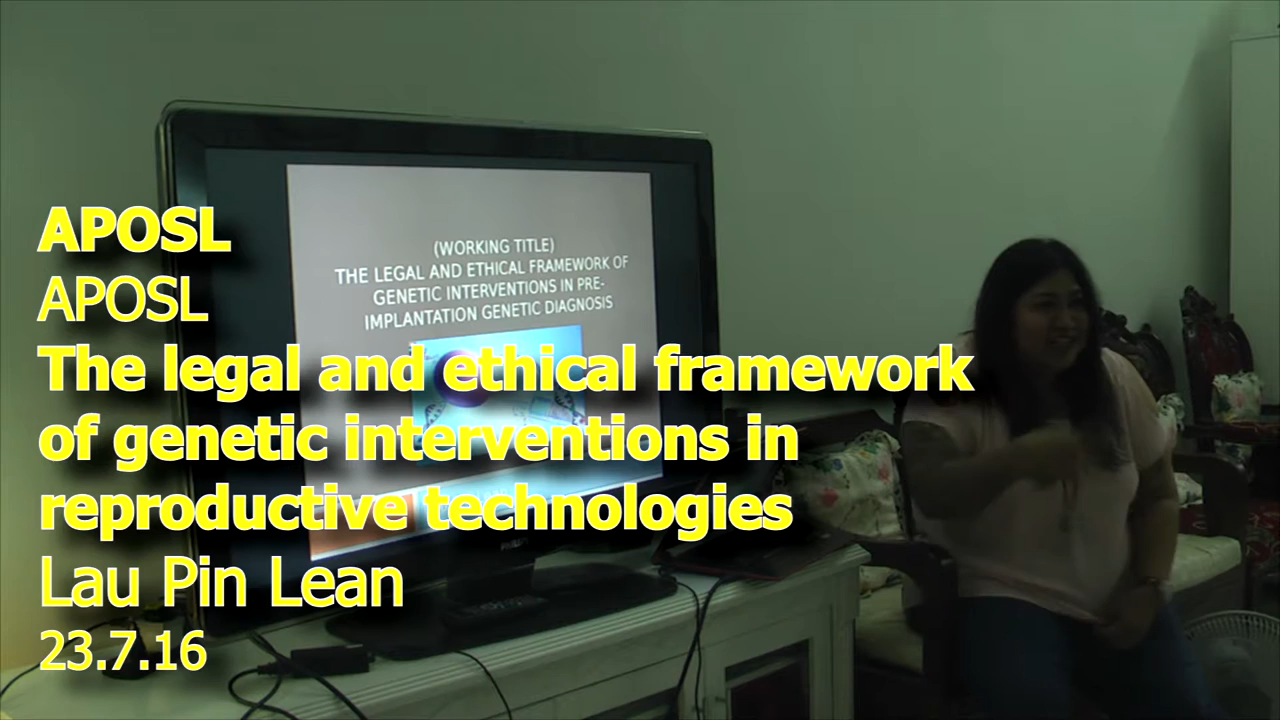 (WORKING TITLE)
THE LEGAL AND ETHICAL FRAMEWORK OF
GENETIC INTERVENTIONS IN PRE-
IMPLANTATION GENETIC DIAGNOSIS
APOSL
APOSL
The legal and ethical framework
of genetic interventions in
reproductive technologies
Lau Pin Lean
23.7.16